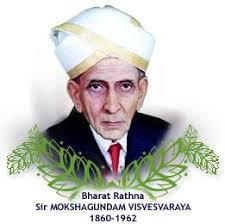 Bharat Rathna
Sir MOKSHAGUNDAM VISVESVARAYA
1860-1962